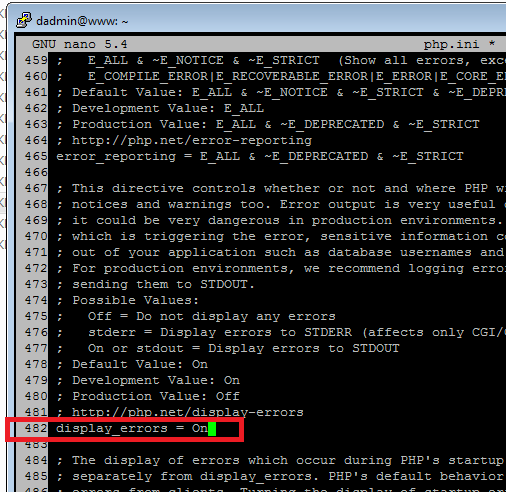 dadmin@www: ~
GNU nano 5.4 php.ini *
459 ;   E_ALL & ~E_NOTICE & ~E_STRICT  (Show all errors, exc
460 ;   E_COMPILE_ERROR|E_RECOVERABLE_ERROR|E_ERROR|E_CORE_E
461 ; Default Value: E_ALL & ~E_NOTICE & ~E_STRICT & ~E_DEPR
462 ; Development Value: E_ALL
463 ; Production Value: E_ALL & ~E_DEPRECATED & ~E_STRICT
464 ; http://php.net/error-reporting
465 error_reporting = E_ALL & ~E_DEPRECATED & ~E_STRICT
466
467 ; This directive controls whether or not and where PHP wi
468 ; notices and warnings too. Error output is very useful
469 ; it could be very dangerous in production environments.
470 ; which is triggering the error, sensitive information co
471 ; out of your application such as database usernames and
472 ; For production environments, we recommend logging error
473 ; sending them to STDOUT.
474 ; Possible Values:
475 ;   Off = Do not display any errors
476 ;   stderr = Display errors to STDERR (affects only CGI/
477 ;   On or stdout = Display errors to STDOUT
478 ; Default Value: On
479 ; Development Value: On
480 ; Production Value: Off
481 ; http://php.net/display-errors
482 display_errors = On
483
484 ; The display of errors which occur during PHP's startup
485 ; separately from display_errors. PHP's default behavior